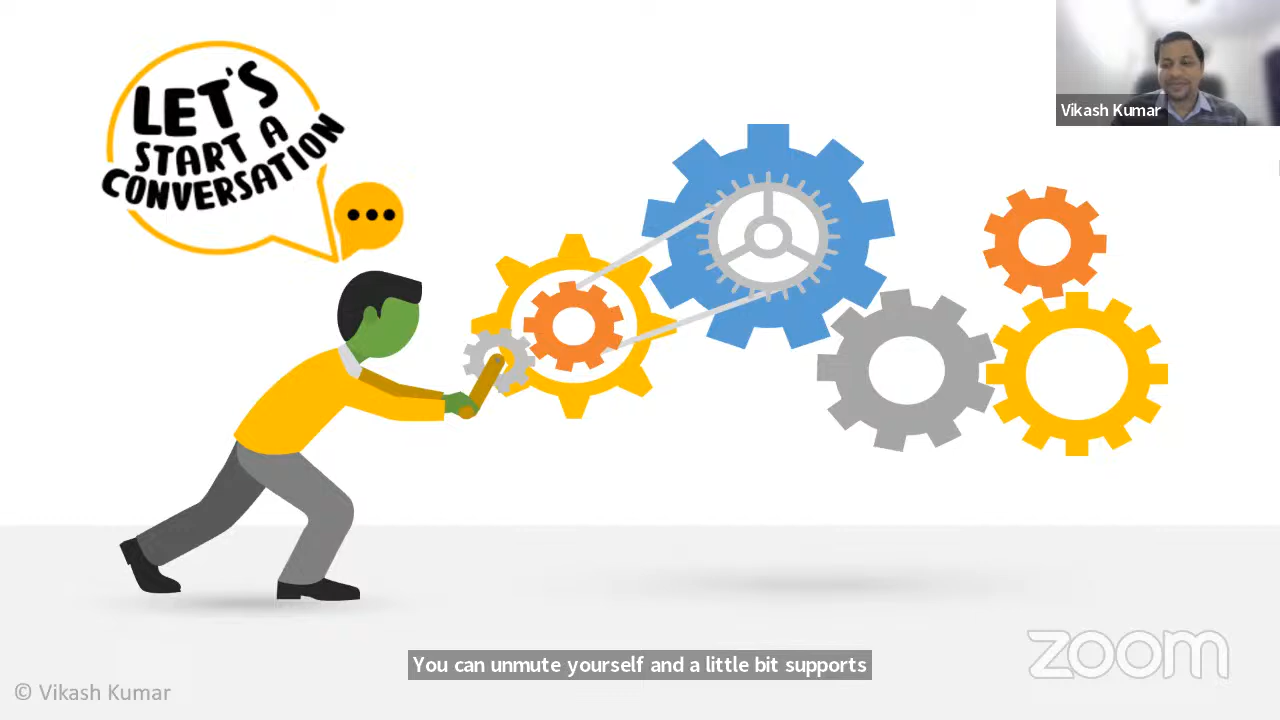 LET'S
START A
CONVERSATION
Vikash Kumar
You can unmute yourself and a little bit supports
zoom
© Vikash Kumar